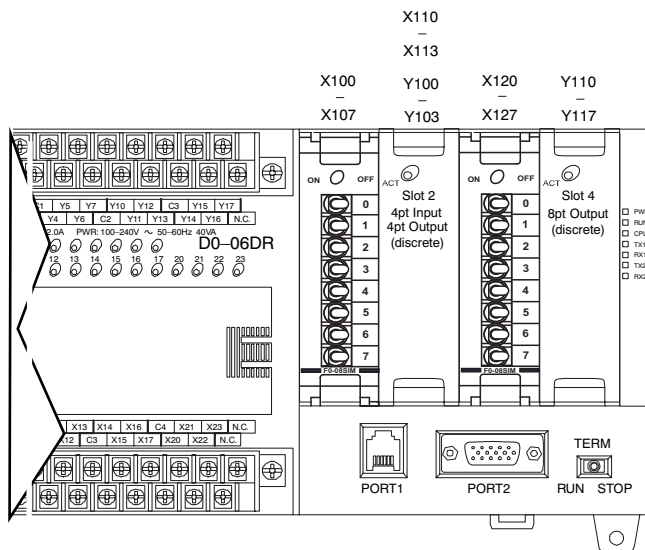 X110
–
X113
X100
–
X107
Y100
–
Y103
X120
–
X127
Y110
–
Y117
ON OFF
ACT
Slot 2
4pt Input
4pt Output
(discrete)
0
1
2
3
4
5
6
7
F0-08SIM
ON OFF
ACT
Slot 4
8pt Output
(discrete)
0
1
2
3
4
5
6
7
F0-08SIM
Y5 Y7 Y10 Y12 C3 Y15 Y17
Y4 Y6 C2 Y11 Y13 Y14 Y16 N.C.
2.0A PWR: 100-240V ~ 50-60Hz 40VA
D0-06DR
12 13 14 15 16 17 20 21 22 23
PW
RUN
CPU
TX1
RX1
TX2
RX2
X13 X14 X16 C4 X21 X23 N.C.
X12 C3 X15 X17 X20 X22 N.C.
PORT1
PORT2
TERM
RUN STOP